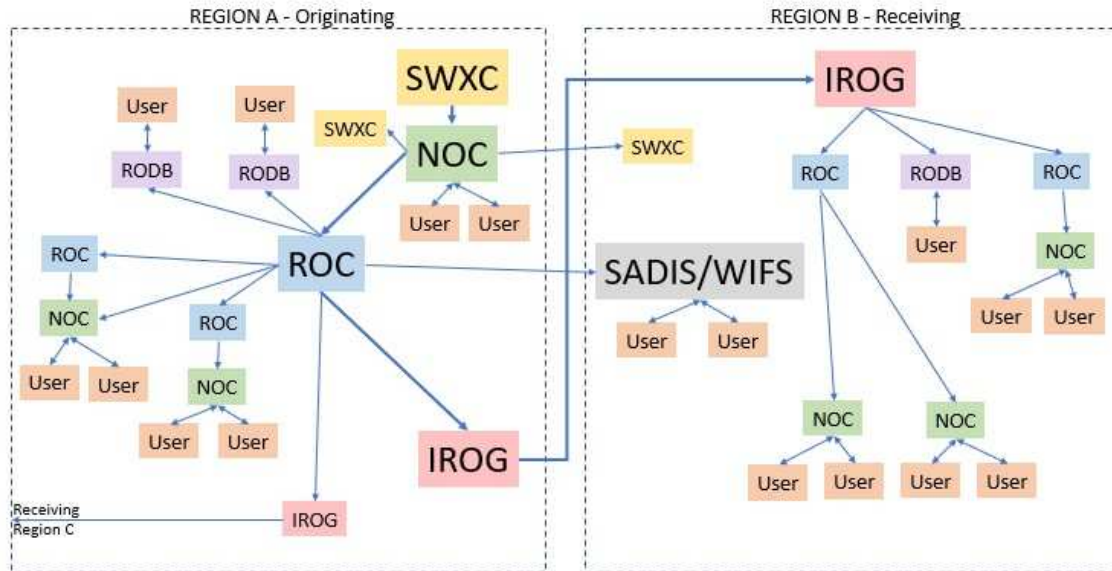 REGION A - Originating
REGION B - Receiving
SWXC
IROG
User
User
SWXC
NOC
SWXC
RODB
RODB
ROC
RODB
ROC
User
User
User
ROC
ROC
SADIS/WIFS
NOC
NOC
ROC
User
User
User
User
User
User
NOC
User
User
NOC
NOC
IROG
User
User
User
User
Receiving
Region C
IROG